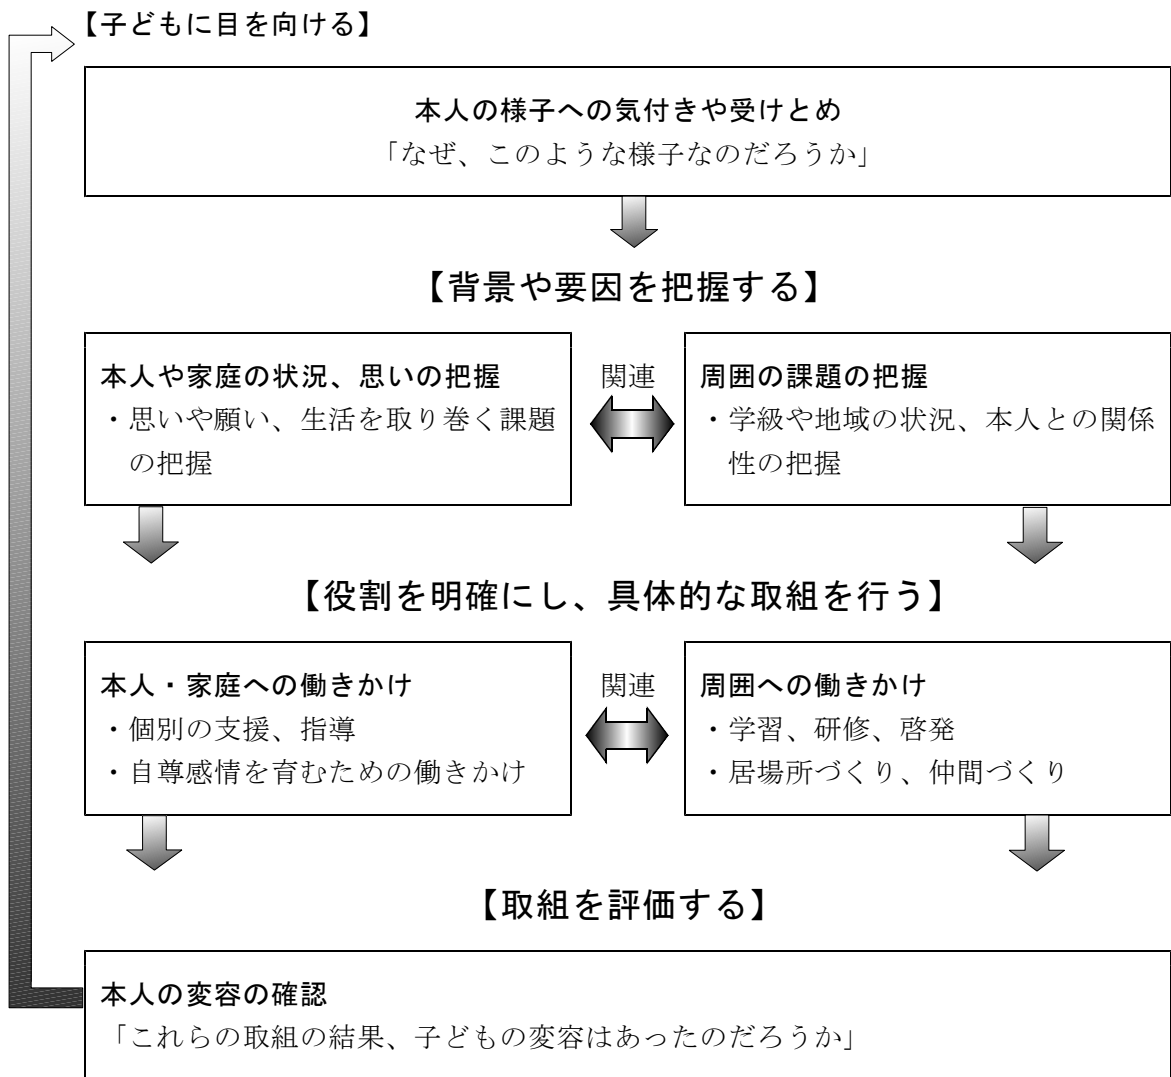 【子どもに目を向ける】
本人の様子への気付きや受けとめ
「なぜ、このような様子なのだろうか」
【背景や要因を把握する】
本人や家庭の状況、思いの把握
・思いや願い、生活を取り巻く課題
の把握
関連
周囲の課題の把握
・学級や地域の状況、本人との関係
性の把握
【役割を明確にし、具体的な取組を行う】
本人・家庭への働きかけ
・個別の支援、指導
・自尊感情を育むための働きかけ
関連
周囲への働きかけ
・学習、研修、啓発
・居場所づくり、仲間づくり
【取組を評価する】
本人の変容の確認
「これらの取組の結果、子どもの変容はあったのだろうか」